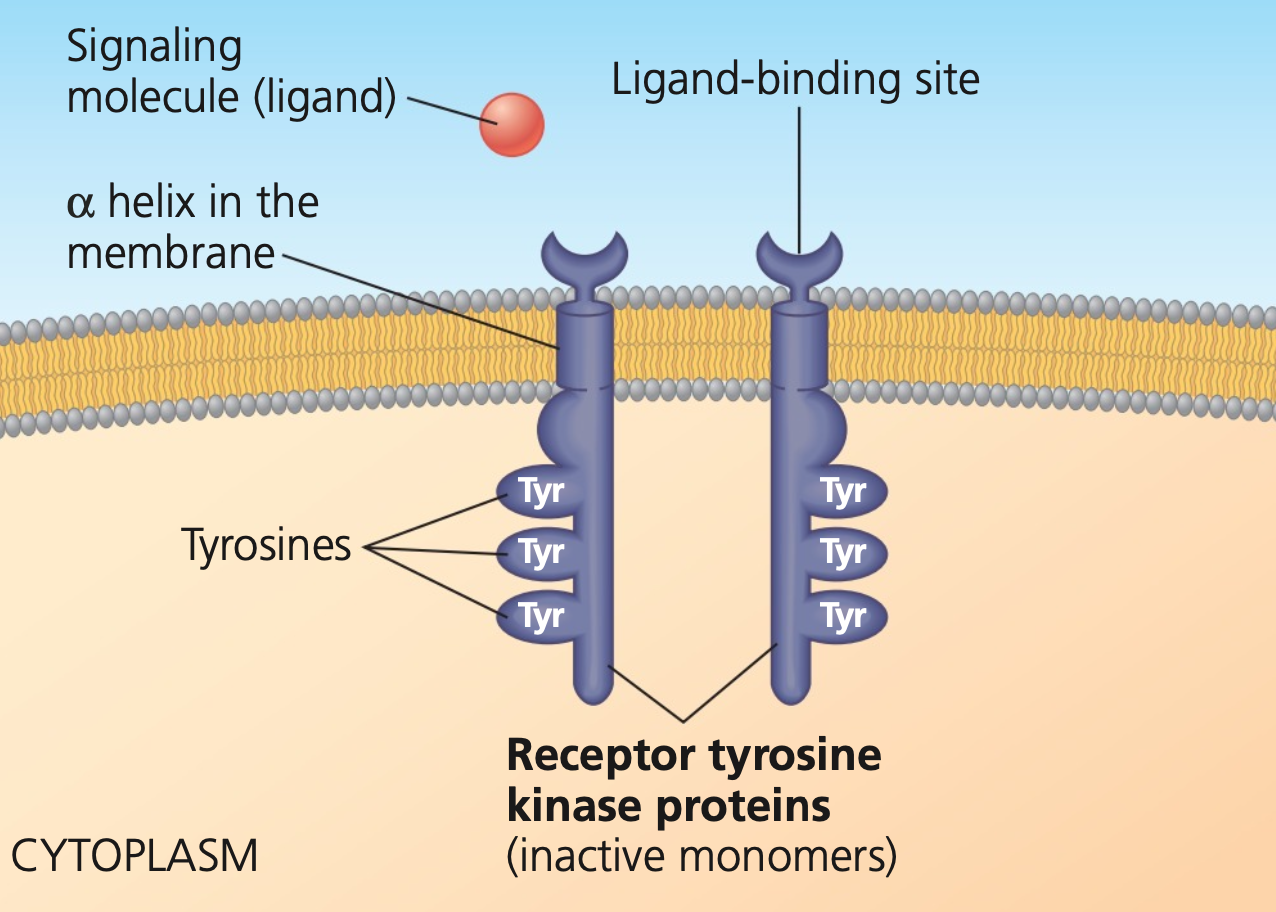 Signaling
molecule (ligand)
Ligand-binding site
α helix in the
membrane
Tyrosines
Tyr
Tyr
Tyr
Tyr
Tyr
Tyr
Receptor tyrosine
kinase proteins
(inactive monomers)
CYTOPLASM